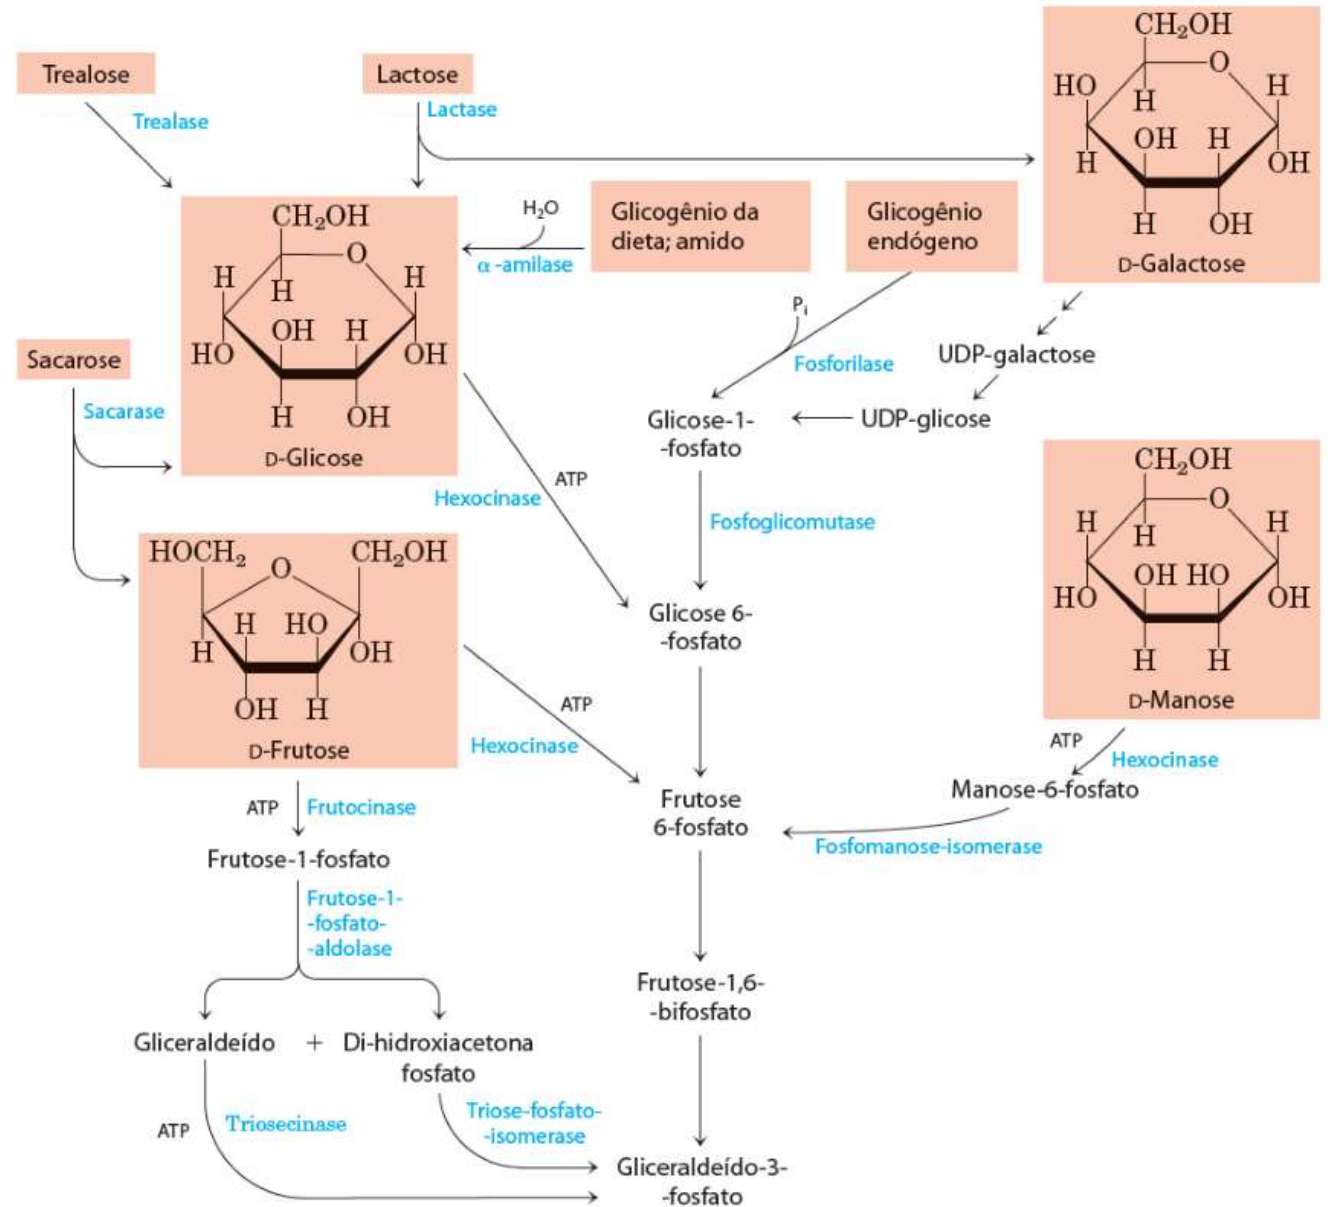 Trealose
Trealase
Lactose
Lactase
CH₂OH
O
HO
H
H
OH
H
H
OH
H
OH
D-Galactose
CH₂OH
O
H
H
H
OH
H
HO
OH
H
OH
D-Glicose
H₂O
α-amilase
Glicogênio da
dieta; amido
Glicogênio
endógeno
Pᵢ
Fosforilase
UDP-galactose
UDP-glicose
Glicose-1-
-fosfato
Sacarose
Sacarase
Hexocinase
ATP
Fosfoglicomutase
CH₂OH
O
H
H
H
OH HO
HO
OH
H
H
D-Manose
HOCH₂
CH₂OH
O
H
HO
H
OH
OH
H
D-Frutose
Glicose 6-
-fosfato
ATP
Hexocinase
ATP
Hexocinase
Manose-6-fosfato
Frutose
6-fosfato
Fosfomanose-isomerase
ATP
Frutocinase
Frutose-1-fosfato
Frutose-1-
-fosfato-
-aldolase
Frutose-1,6-
-bifosfato
Gliceraldeído + Di-hidroxiacetona
fosfato
ATP
Triosecinase
Triose-fosfato-
-isomerase
Gliceraldeído-3-
-fosfato